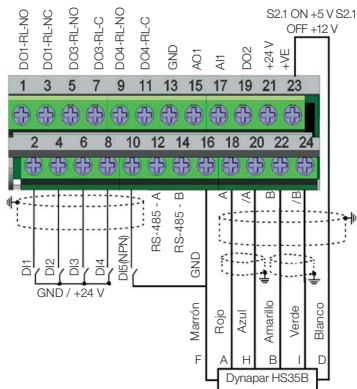 S2.1 ON +5 V S2.1
OFF +12 V
DO1-RL-NO
DO1-RL-NC
DO3-RL-NO
DO3-RL-C
DO4-RL-NO
DO4-RL-C
GND
AO1
AI1
DO2
+24 V
+VE
1 3 5 7 9 11 13 15 17 19 21 23
2 4 6 8 10 12 14 16 18 20 22 24
DI1
DI2
DI3
DI4
DI5(NPN)
RS-485 - A
RS-485 - B
GND
A
/A
B
/B
GND / +24 V
Marrón
Rojo
Azul
Amarillo
Verde
Blanco
F A H B I D
Dynapar HS35B